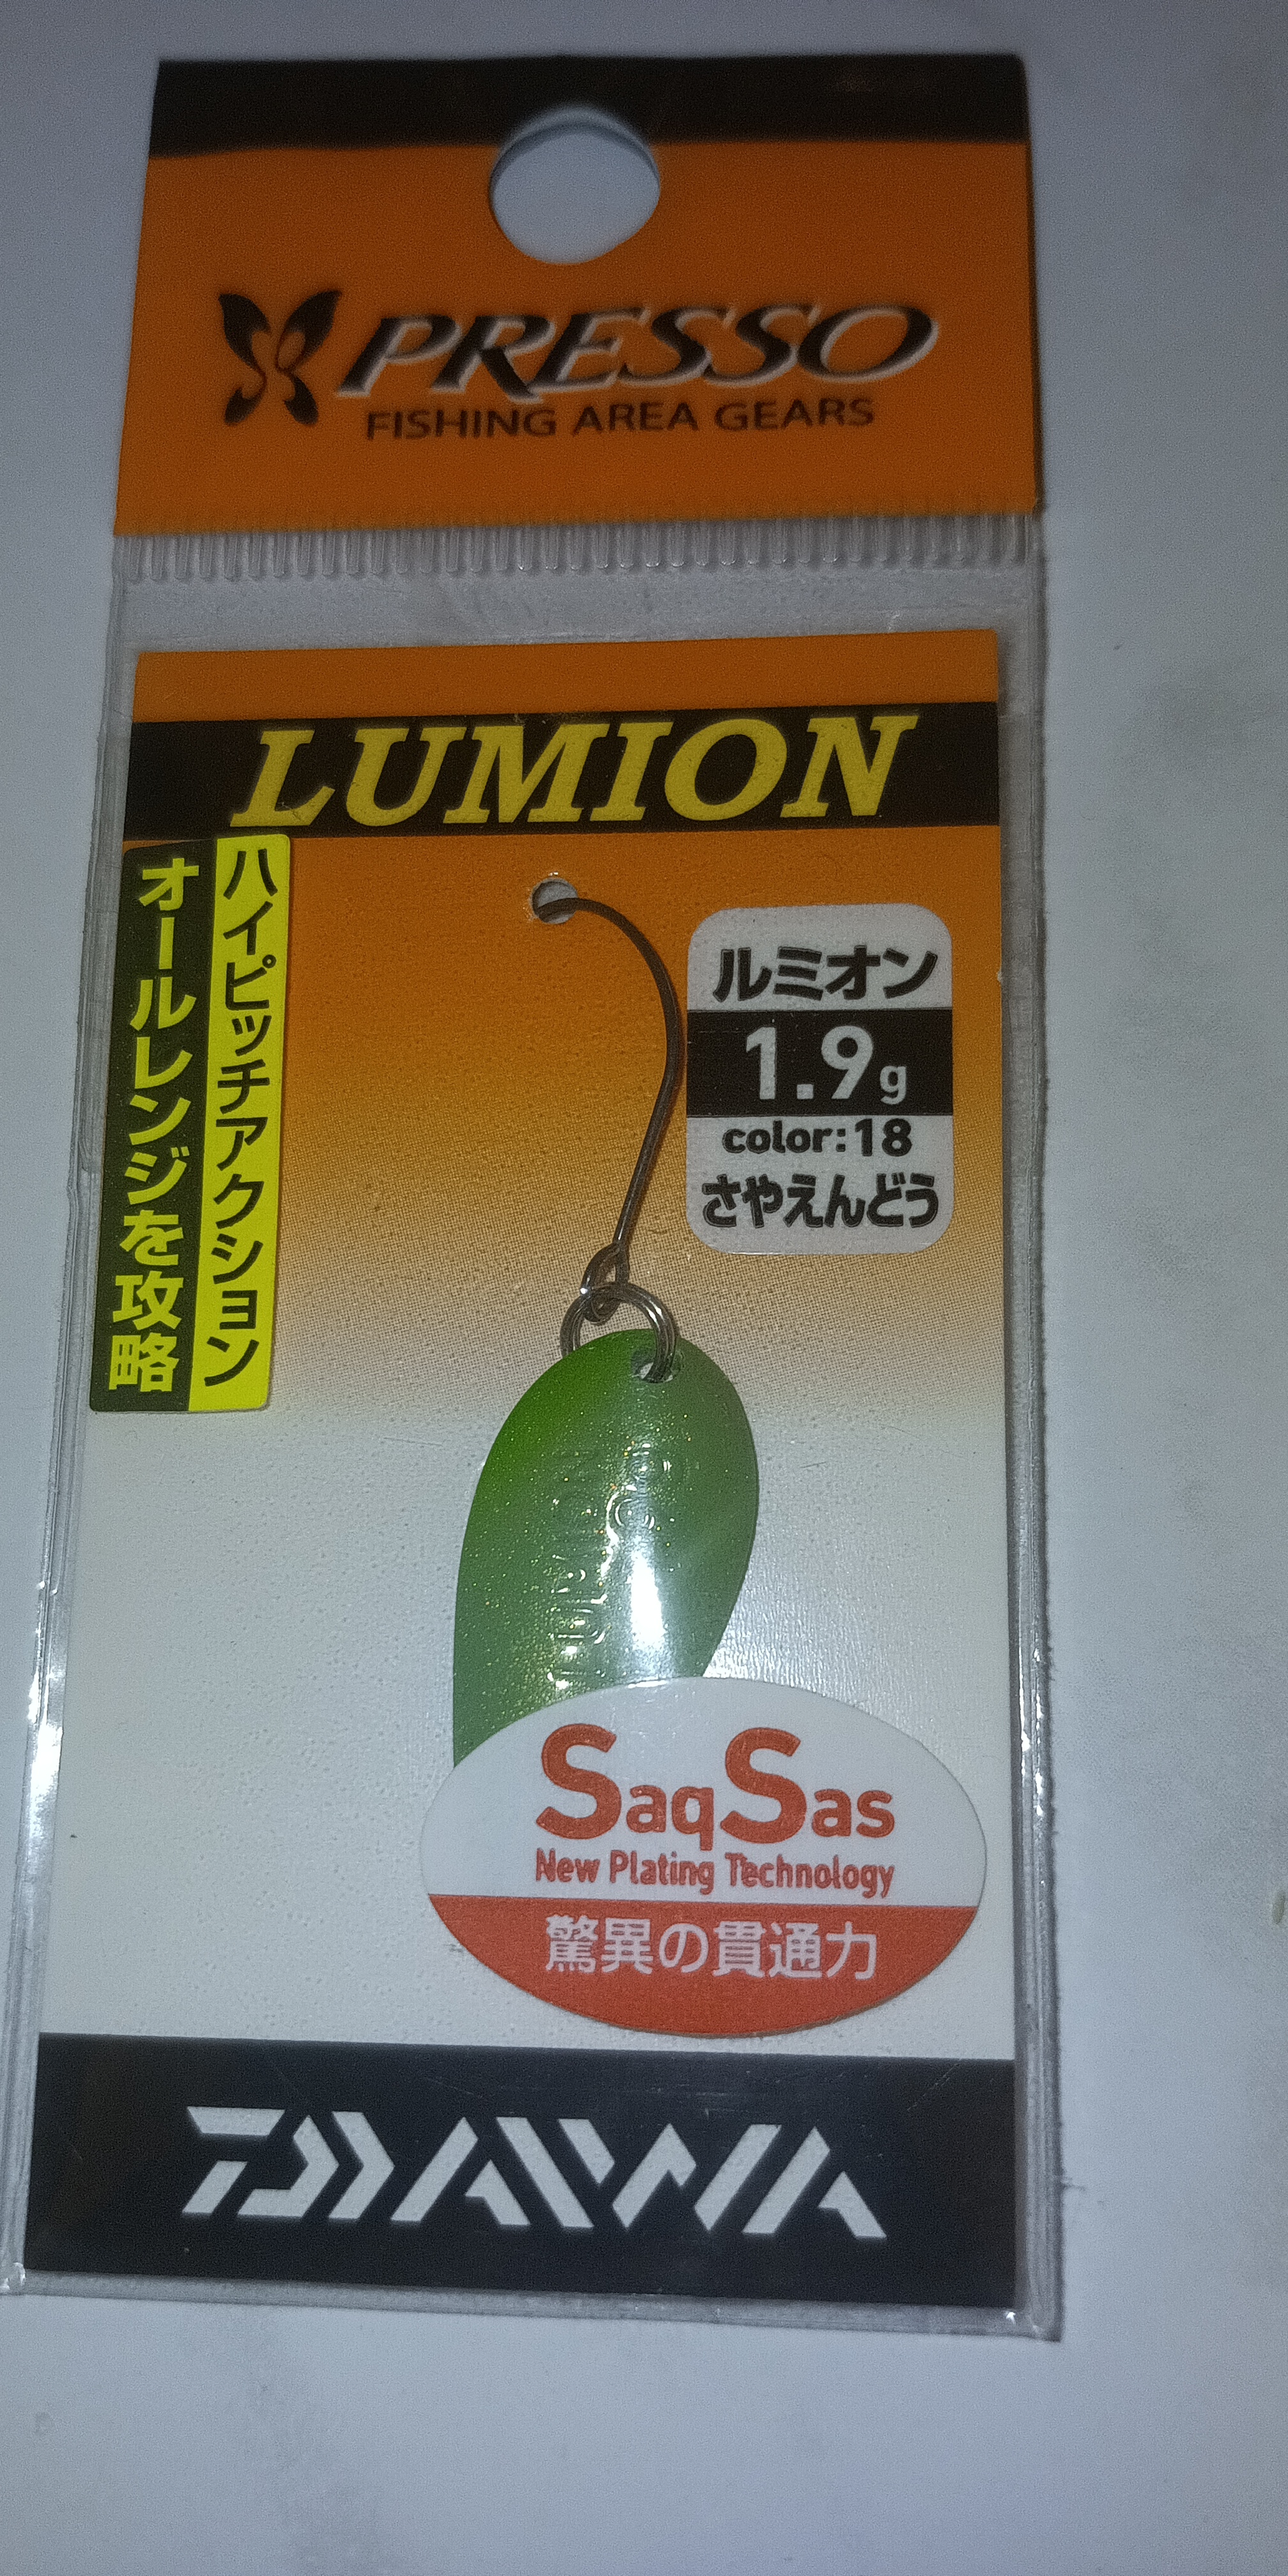 PRESSO
FISHING AREA GEARS
LUMION
ハイピッチアクション
オールレンジを攻略
ルミオン
1.9g
color:18
さやえんどう
LUMION
SaqSas
New Plating Technology
驚異の貫通力
DAIWA